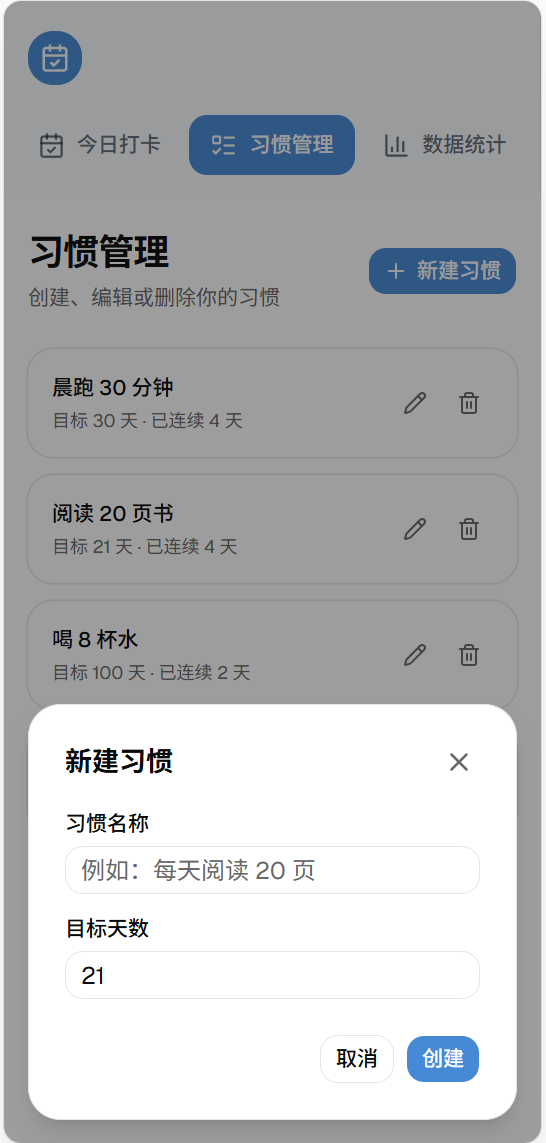 今日打卡
习惯管理
数据统计
习惯管理
新建习惯
创建、编辑或删除你的习惯
晨跑 30 分钟
目标 30 天 · 已连续 4 天
阅读 20 页书
目标 21 天 · 已连续 4 天
喝 8 杯水
目标 100 天 · 已连续 2 天
新建习惯
习惯名称
例如：每天阅读 20 页
目标天数
21
取消
创建